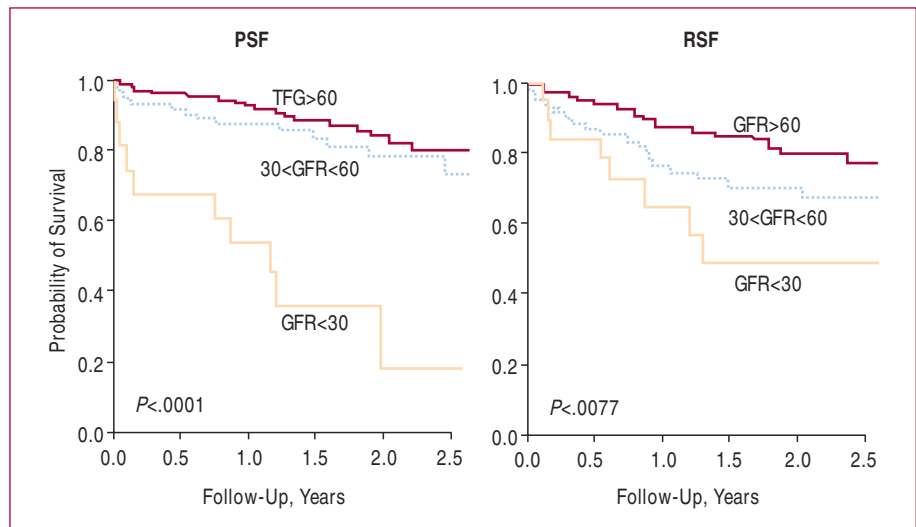 PSF
Probability of Survival
1.0
0.8
0.6
0.4
0.2
0.0
TFG>60
30<GFR<60
GFR<30
P<.0001
0.0 0.5 1.0 1.5 2.0 2.5
Follow-Up, Years
RSF
1.0
0.8
0.6
0.4
0.2
0.0
GFR>60
30<GFR<60
GFR<30
P<.0077
0.0 0.5 1.0 1.5 2.0 2.5
Follow-Up, Years